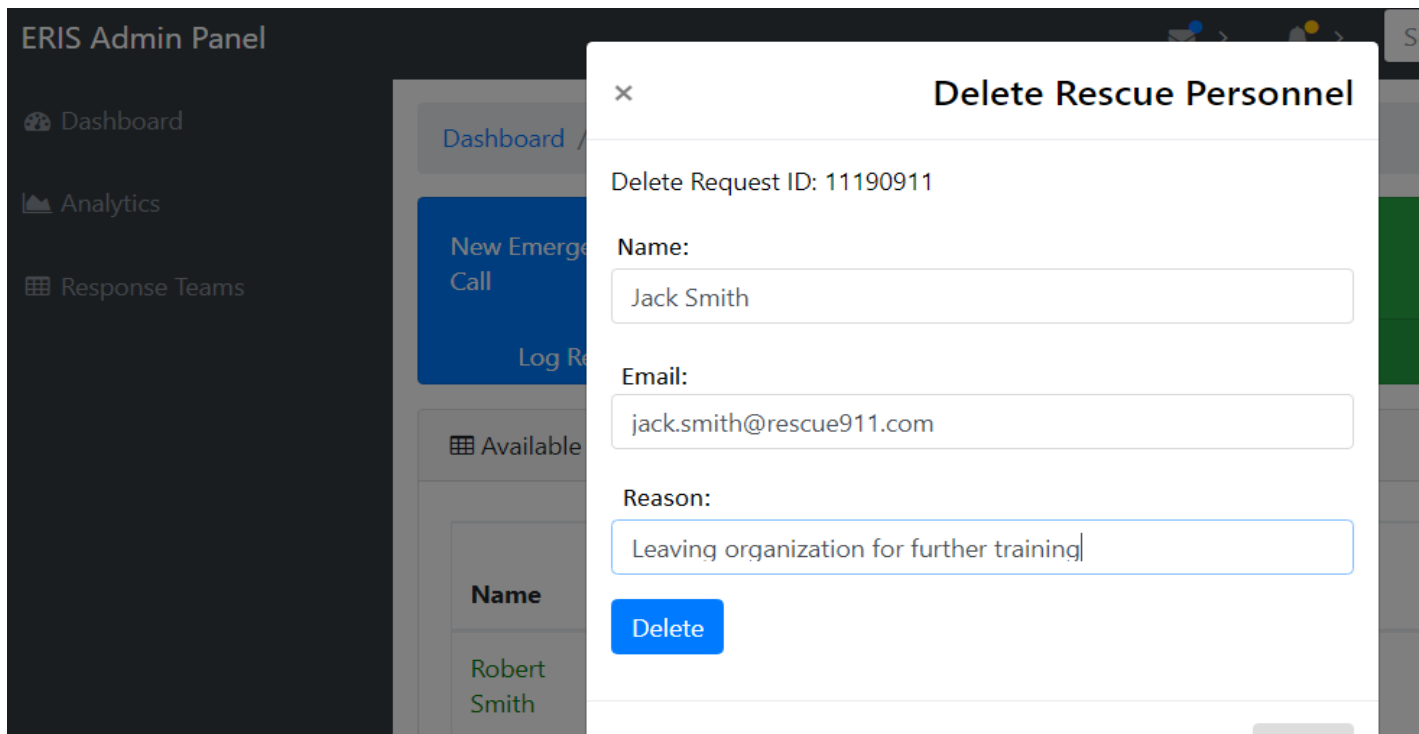 ERIS Admin Panel
S
Dashboard
Analytics
Response Teams
Dashboard /
New Emerge
Call
Log Re
Available
Name
Robert
Smith
×
Delete Rescue Personnel
Delete Request ID: 11190911
Name:
Jack Smith
Email:
jack.smith@rescue911.com
Reason:
Leaving organization for further training
Delete